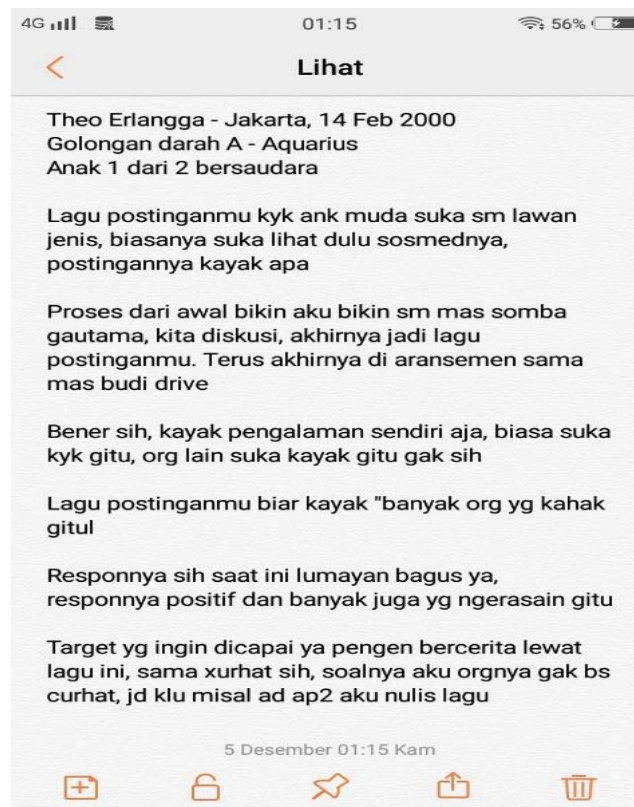 4G 01:15 56%
Lihat
Theo Erlangga - Jakarta, 14 Feb 2000
Golongan darah A - Aquarius
Anak 1 dari 2 bersaudara
Lagu postinganmu kyk ank muda suka sm lawan
jenis, biasanya suka lihat dulu sosmednya,
postingannya kayak apa
Proses dari awal bikin aku bikin sm mas somba
gautama, kita diskusi, akhirnya jadi lagu
postinganmu. Terus akhirnya di aransemen sama
mas budi drive
Bener sih, kayak pengalaman sendiri aja, biasa suka
kyk gitu, org lain suka kayak gitu gak sih
Lagu postinganmu biar kayak "banyak org yg kahak
gitul
Responnya sih saat ini lumayan bagus ya,
responnya positif dan banyak juga yg ngerasain gitu
Target yg ingin dicapai ya pengen bercerita lewat
lagu ini, sama xurhat sih, soalnya aku orgnya gak bs
curhat, jd klu misal ad ap2 aku nulis lagu
5 Desember 01:15 Kam